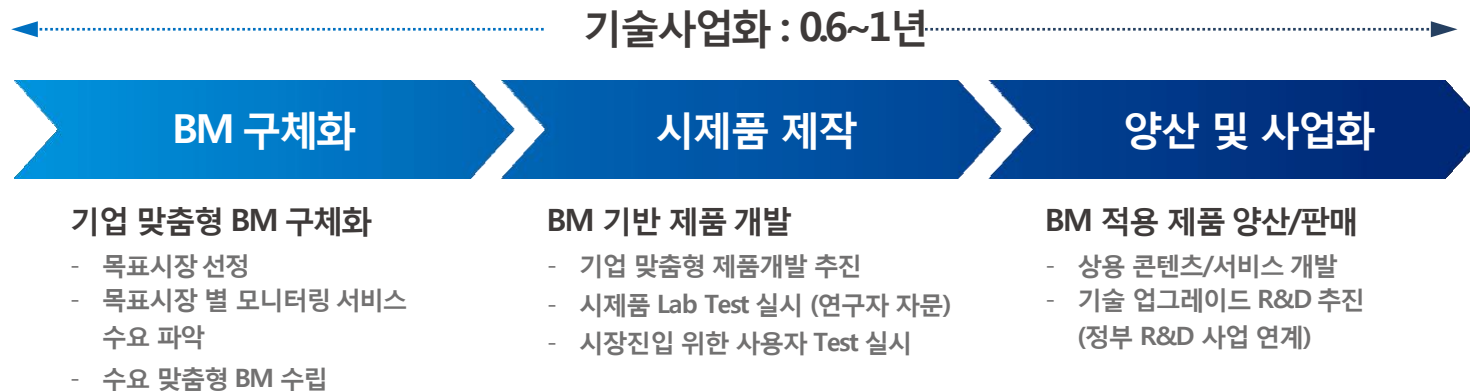 기술사업화 : 0.6~1년
BM 구체화
시제품 제작
양산 및 사업화
기업 맞춤형 BM 구체화
- 목표시장 선정
- 목표시장 별 모니터링 서비스
수요 파악
- 수요 맞춤형 BM 수립
BM 기반 제품 개발
- 기업 맞춤형 제품개발 추진
- 시제품 Lab Test 실시 (연구자 자문)
- 시장진입 위한 사용자 Test 실시
BM 적용 제품 양산/판매
- 상용 콘텐츠/서비스 개발
- 기술 업그레이드 R&D 추진
(정부 R&D 사업 연계)